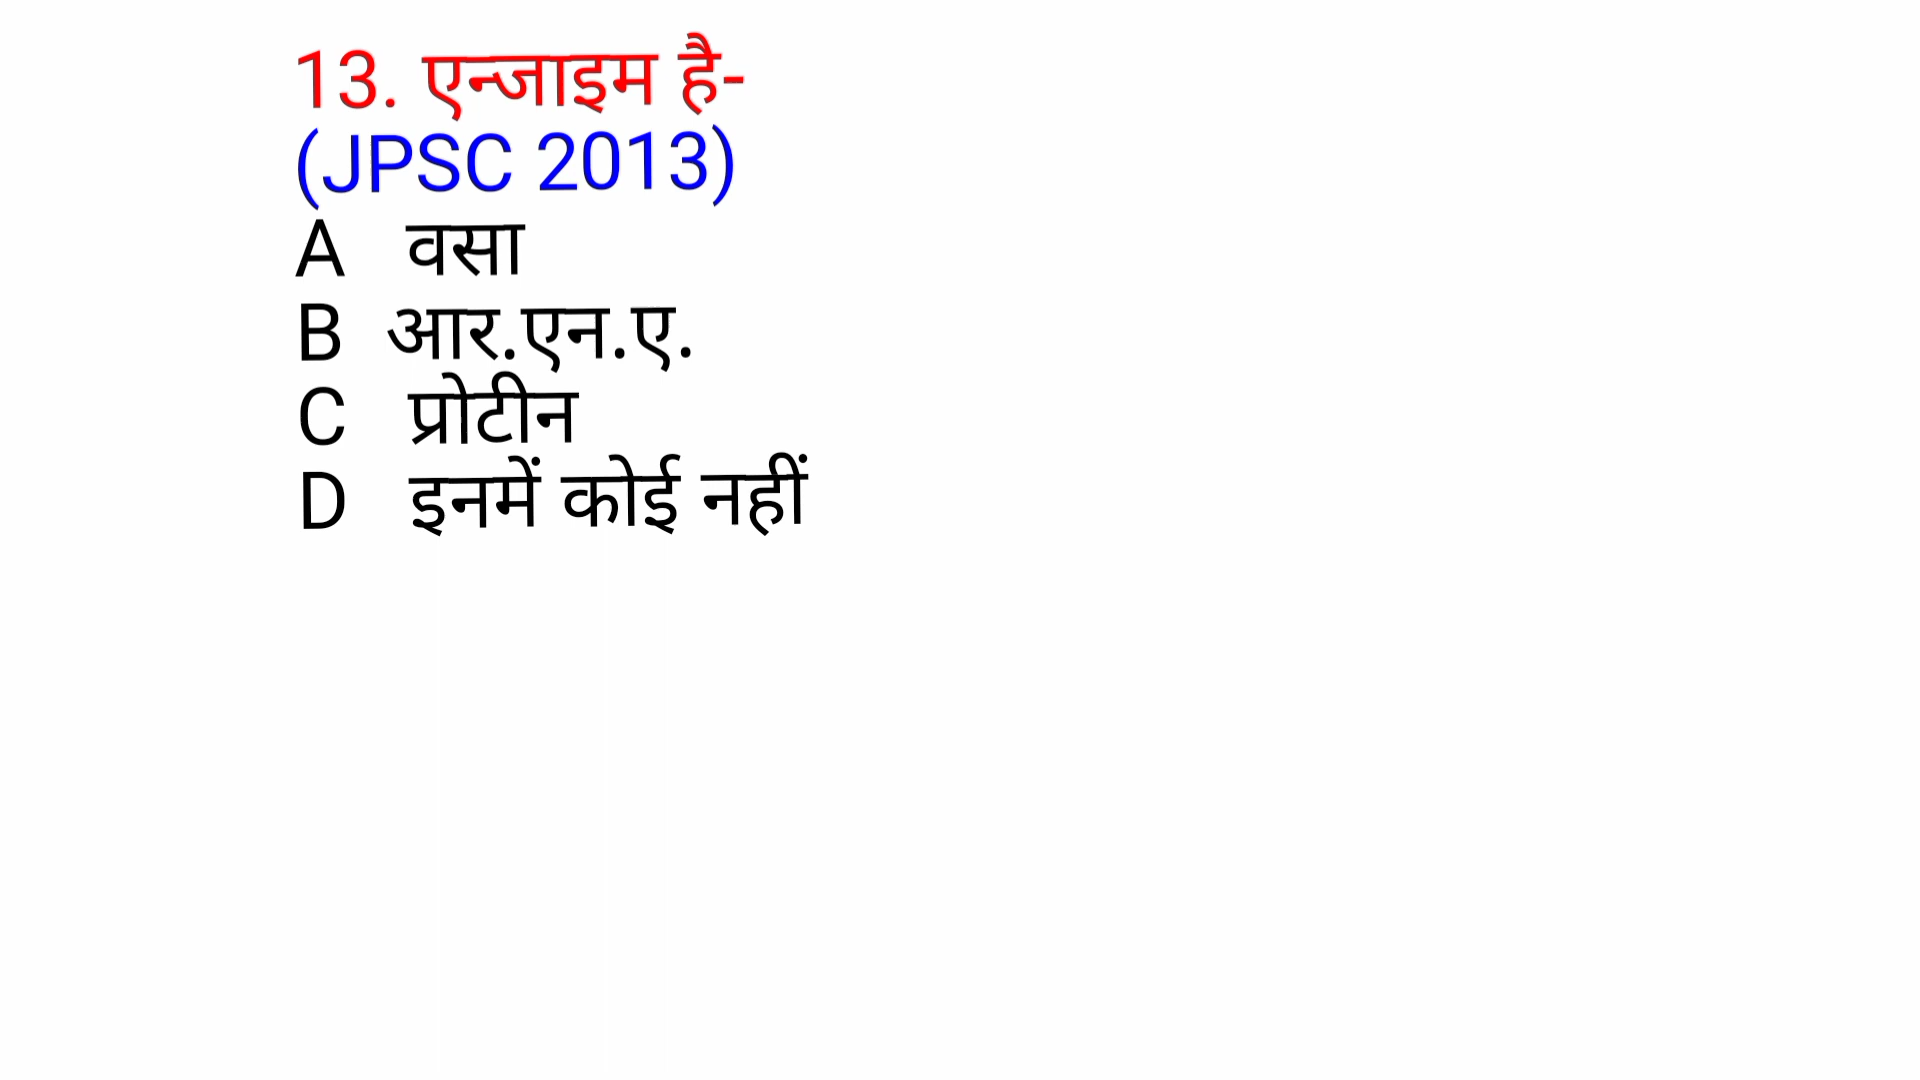 13. एन्जाइम है-
(JPSC 2013)
A वसा
B आर.एन.ए.
C प्रोटीन
D इनमें कोई नहीं